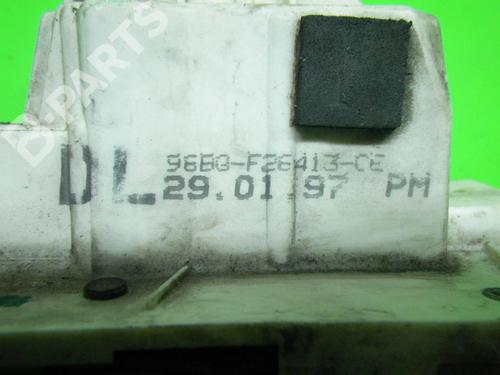 B-PARTS
DL 96BG-F26413-CE
29.01.97 PM